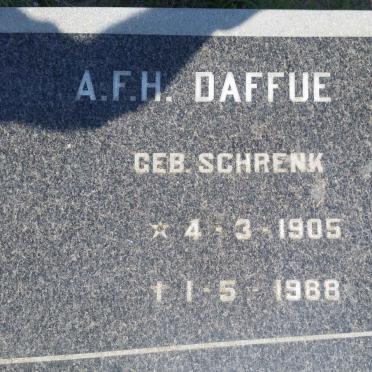 A.F.H. DAFFUE
GEB. SCHRENK
☆ 4 - 3 - 1905
† 1 - 5 - 1988